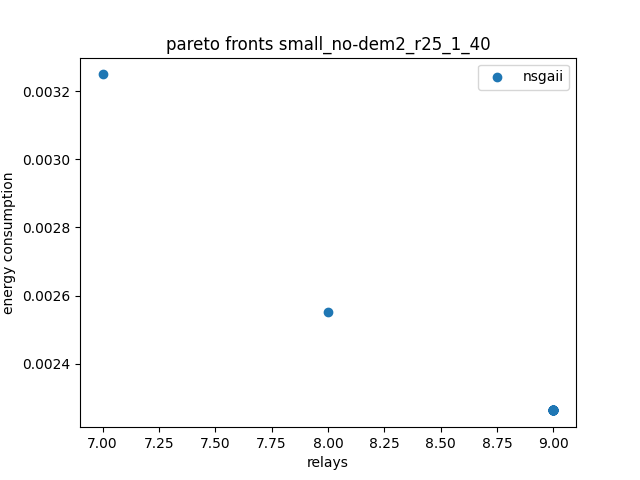 pareto fronts small_no-dem2_r25_1_40
nsgaii
0.0032
0.0030
0.0028
0.0026
0.0024
energy consumption
7.00 7.25 7.50 7.75 8.00 8.25 8.50 8.75 9.00
relays